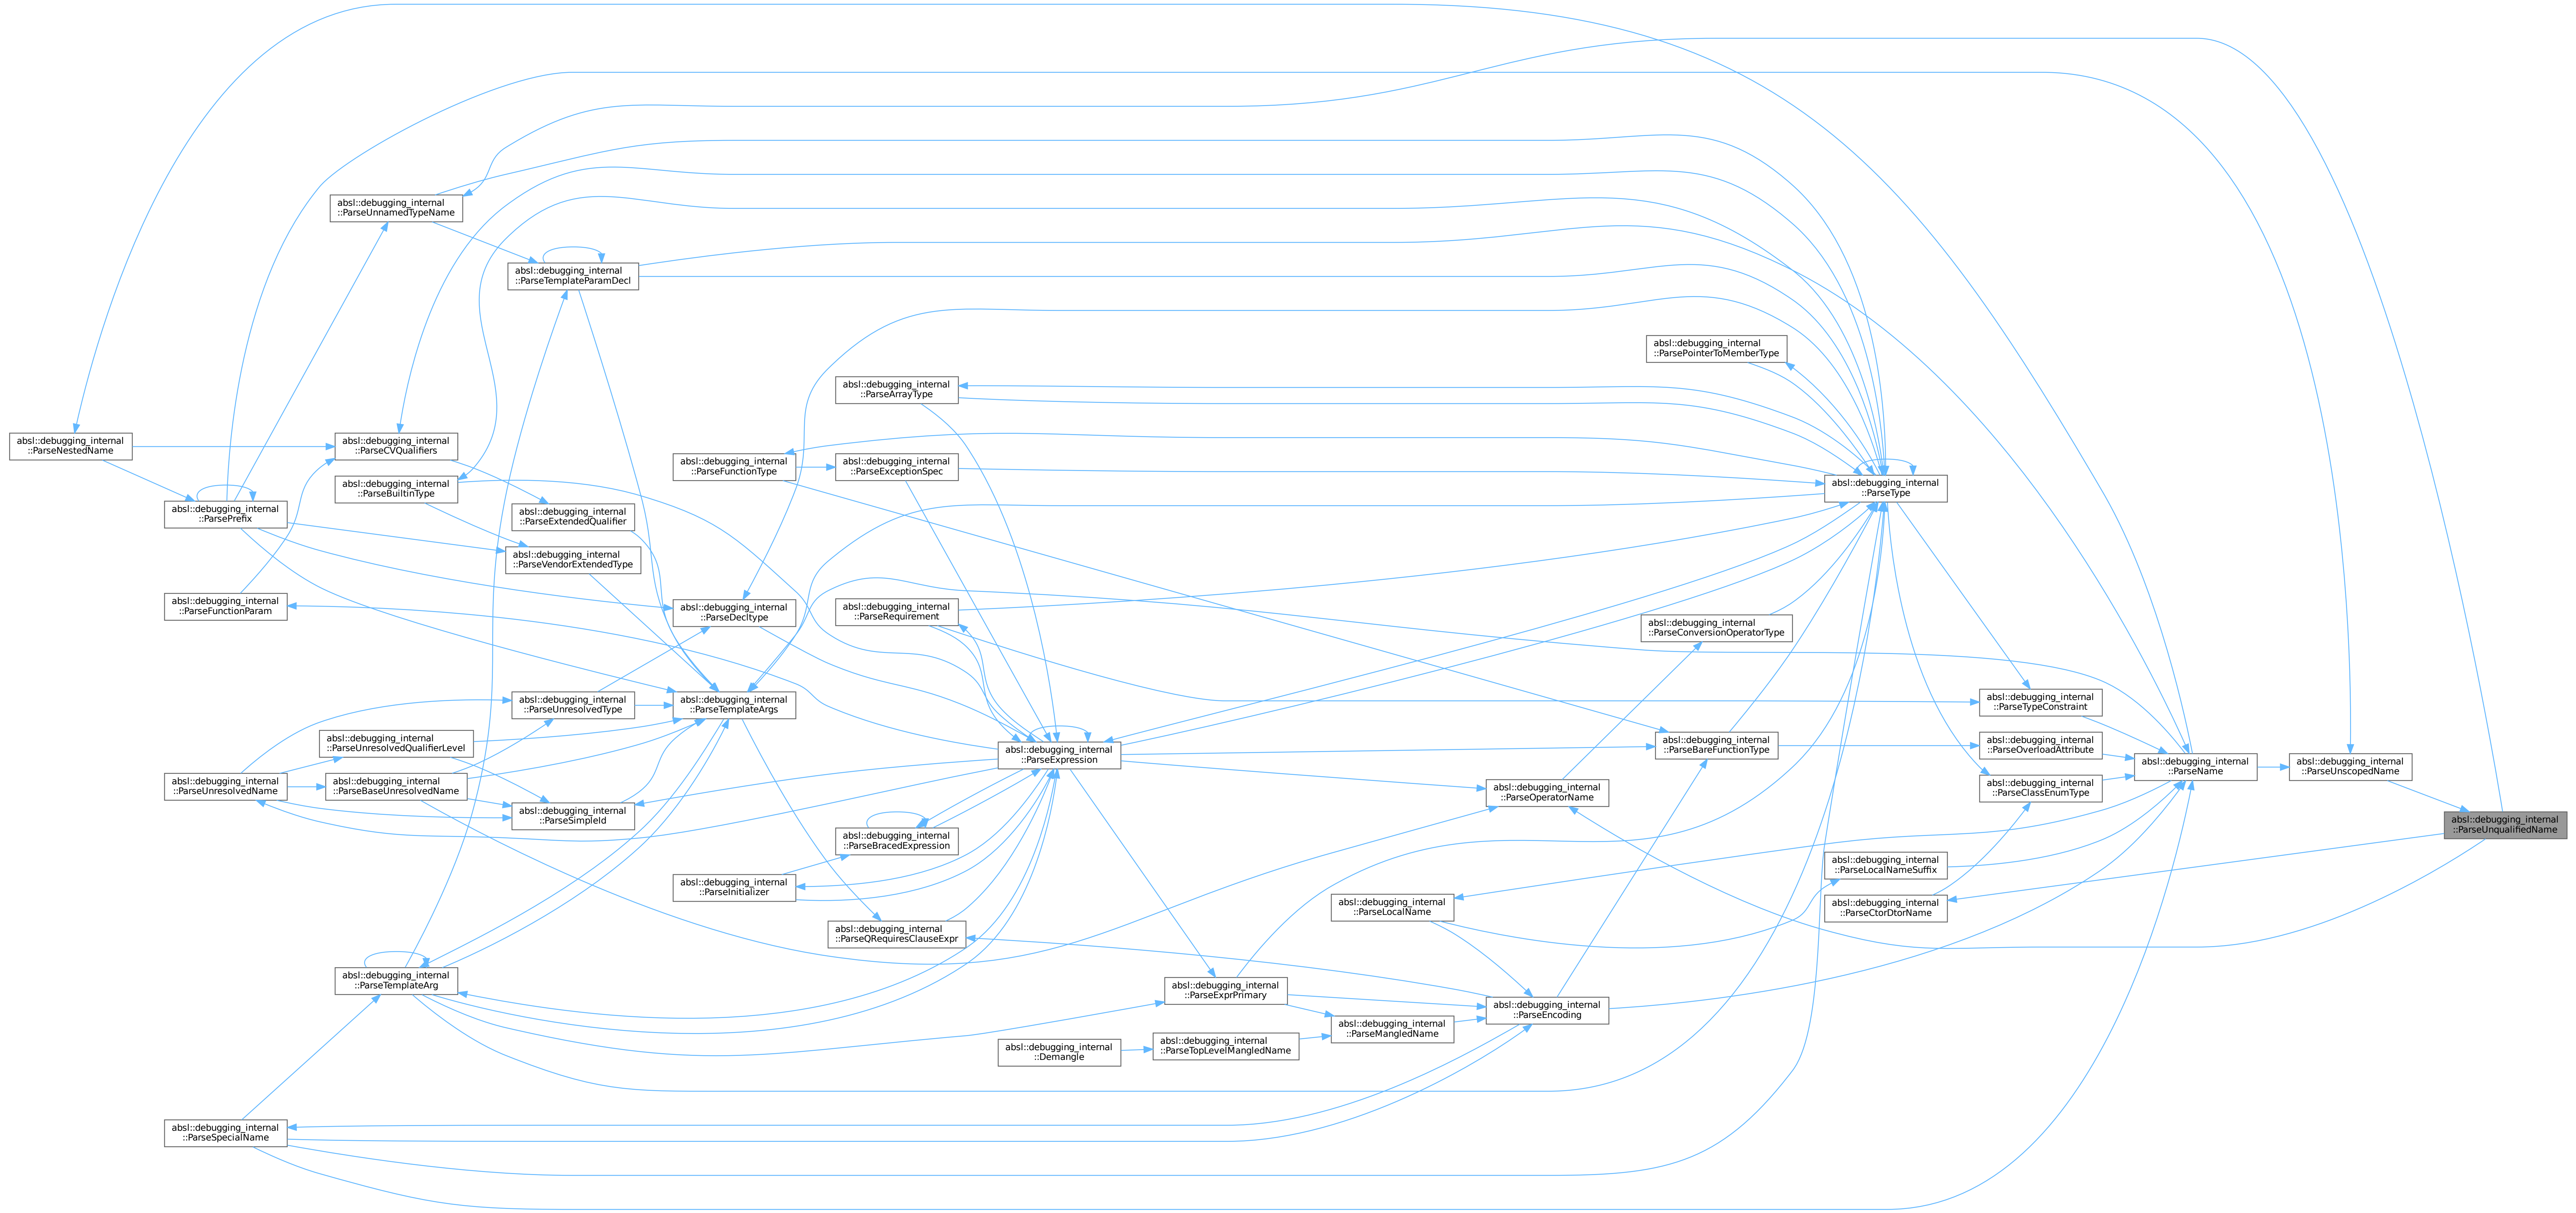 absl::debugging_internal
::ParseUnnamedTypeName
absl::debugging_internal
::ParseTemplateParamDecl
absl::debugging_internal
::ParsePointerToMemberType
absl::debugging_internal
::ParseArrayType
absl::debugging_internal
::ParseNestedName
absl::debugging_internal
::ParseCVQualifiers
absl::debugging_internal
::ParseFunctionType
absl::debugging_internal
::ParseExceptionSpec
absl::debugging_internal
::ParseType
absl::debugging_internal
::ParseBuiltinType
absl::debugging_internal
::ParsePrefix
absl::debugging_internal
::ParseExtendedQualifier
absl::debugging_internal
::ParseVendorExtendedType
absl::debugging_internal
::ParseFunctionParam
absl::debugging_internal
::ParseDecltype
absl::debugging_internal
::ParseRequirement
absl::debugging_internal
::ParseConversionOperatorType
absl::debugging_internal
::ParseUnresolvedType
absl::debugging_internal
::ParseTemplateArgs
absl::debugging_internal
::ParseTypeConstraint
absl::debugging_internal
::ParseUnresolvedQualifierLevel
absl::debugging_internal
::ParseExpression
absl::debugging_internal
::ParseBareFunctionType
absl::debugging_internal
::ParseOverloadAttribute
absl::debugging_internal
::ParseName
absl::debugging_internal
::ParseUnscopedName
absl::debugging_internal
::ParseUnresolvedName
absl::debugging_internal
::ParseBaseUnresolvedName
absl::debugging_internal
::ParseOperatorName
absl::debugging_internal
::ParseClassEnumType
absl::debugging_internal
::ParseSimpleId
absl::debugging_internal
::ParseUnqualifiedName
absl::debugging_internal
::ParseBracedExpression
absl::debugging_internal
::ParseLocalNameSuffix
absl::debugging_internal
::ParseInitializer
absl::debugging_internal
::ParseLocalName
absl::debugging_internal
::ParseCtorDtorName
absl::debugging_internal
::ParseQRequiresClauseExpr
absl::debugging_internal
::ParseTemplateArg
absl::debugging_internal
::ParseExprPrimary
absl::debugging_internal
::ParseEncoding
absl::debugging_internal
::ParseMangledName
absl::debugging_internal
::ParseTopLevelMangledName
absl::debugging_internal
::Demangle
absl::debugging_internal
::ParseSpecialName